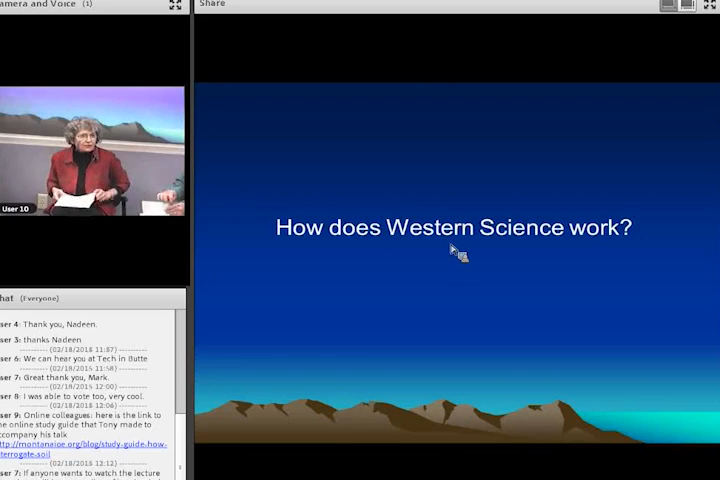 amera and Voice (1)
Share
User 10
How does Western Science work?
hat (Everyone)
ser 4: Thank you, Nadeen.
ser 3: thanks Nadeen
---------- (02/18/2015 11:57) ----------
ser 6: We can hear you at Tech in Butte
---------- (02/18/2015 11:58) ----------
ser 7: Great thank you, Mark.
---------- (02/18/2015 12:00) ----------
ser 8: I was able to vote too, very cool.
---------- (02/18/2015 12:06) ----------
ser 9: Online colleagues: here is the link to
he online study guide that Tony made to
ccompany his talk
ttp://montanaioe.org/blog/study-guide-how-
terrogate-soil
---------- (02/18/2015 12:12) ----------
ser 7: If anyone wants to watch the lecture